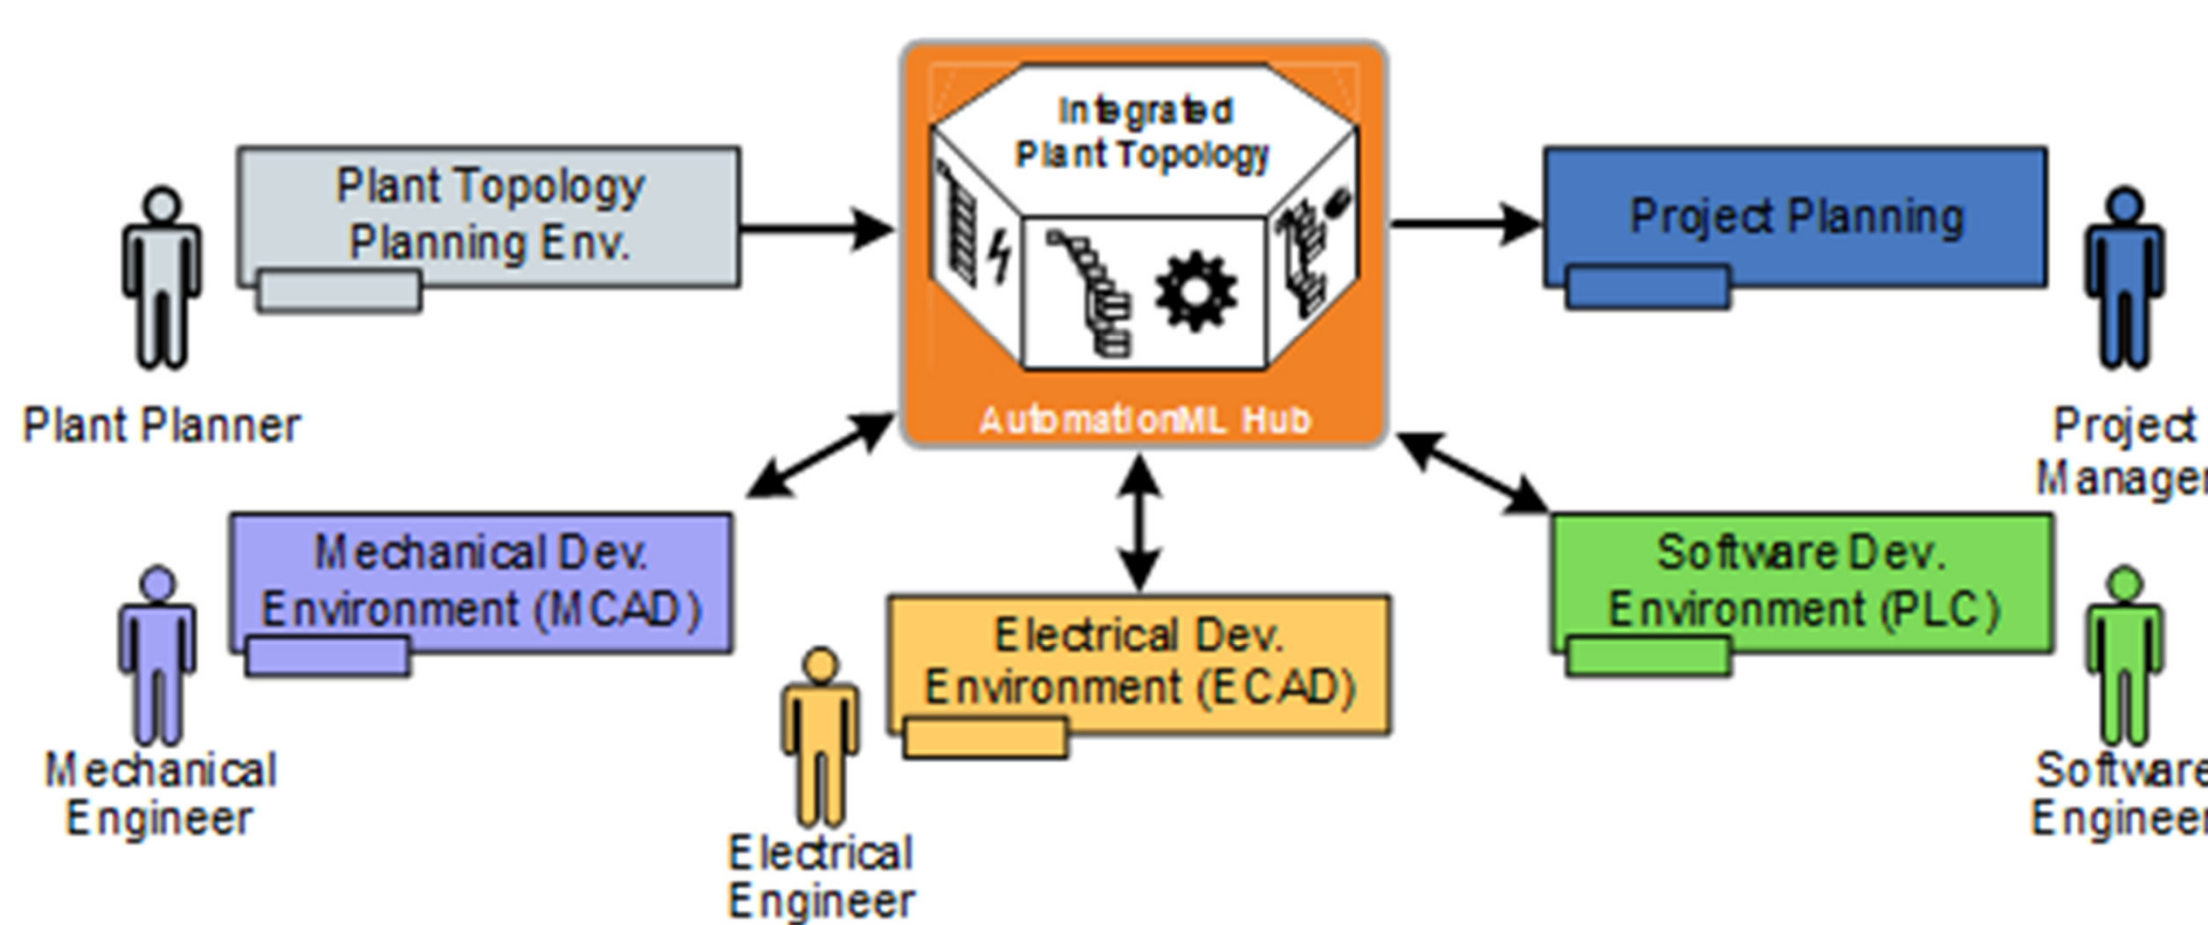 Integrated
Plant Topology
AutomationML Hub
Plant Topology
Planning Env.
Plant Planner
Project Planning
Project
Manager
Mechanical Dev.
Environment (MCAD)
Mechanical
Engineer
Electrical Dev.
Environment (ECAD)
Electrical
Engineer
Software Dev.
Environment (PLC)
Software
Engineer